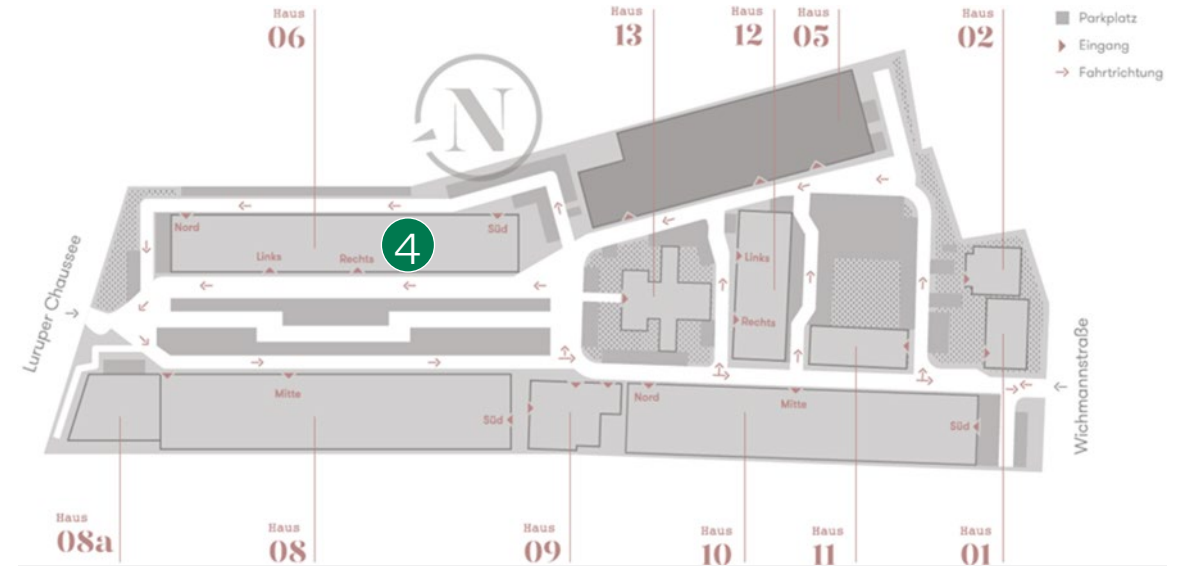 Haus
06
Haus
13
Haus
12
Haus
05
Haus
02
Parkplatz
Eingang
Fahrtrichtung
N
4
Nord
Süd
Links
Rechts
Links
Rechts
Luruper Chaussee
Wichmannstraße
Mitte
Süd
Nord
Mitte
Süd
Haus
08a
Haus
08
Haus
09
Haus
10
Haus
11
Haus
01